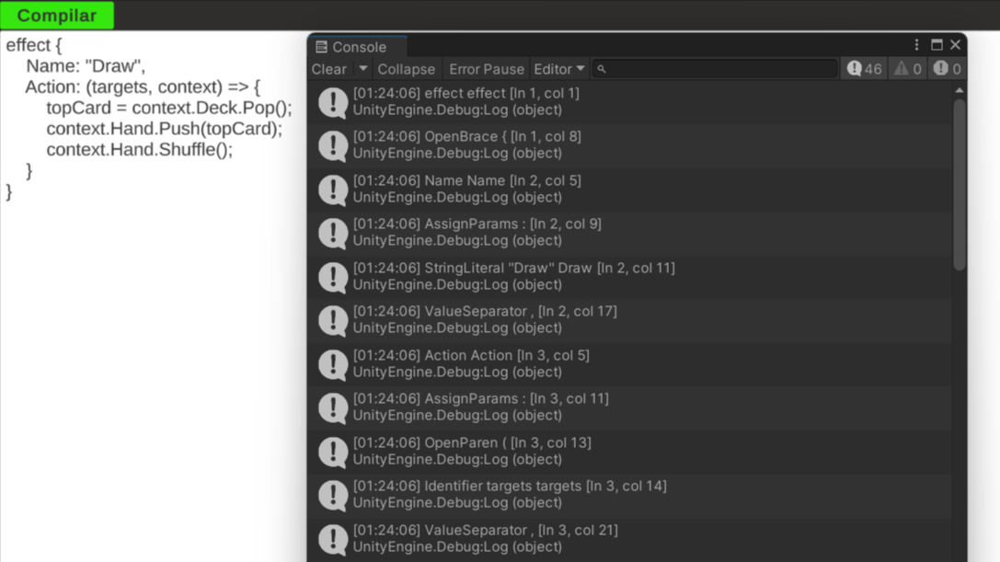 Compilar
effect {
Name: "Draw",
Action: (targets, context) => {
topCard = context.Deck.Pop();
context.Hand.Push(topCard);
context.Hand.Shuffle();
}
}
Console
Clear Collapse Error Pause Editor 46 0 0
[01:24:06] effect effect [ln 1, col 1]
UnityEngine.Debug:Log (object)
[01:24:06] OpenBrace { [ln 1, col 8]
UnityEngine.Debug:Log (object)
[01:24:06] Name Name [ln 2, col 5]
UnityEngine.Debug:Log (object)
[01:24:06] AssignParams : [ln 2, col 9]
UnityEngine.Debug:Log (object)
[01:24:06] StringLiteral "Draw" Draw [ln 2, col 11]
UnityEngine.Debug:Log (object)
[01:24:06] ValueSeparator , [ln 2, col 17]
UnityEngine.Debug:Log (object)
[01:24:06] Action Action [ln 3, col 5]
UnityEngine.Debug:Log (object)
[01:24:06] AssignParams : [ln 3, col 11]
UnityEngine.Debug:Log (object)
[01:24:06] OpenParen ( [ln 3, col 13]
UnityEngine.Debug:Log (object)
[01:24:06] Identifier targets targets [ln 3, col 14]
UnityEngine.Debug:Log (object)
[01:24:06] ValueSeparator , [ln 3, col 21]
UnityEngine.Debug:Log (object)